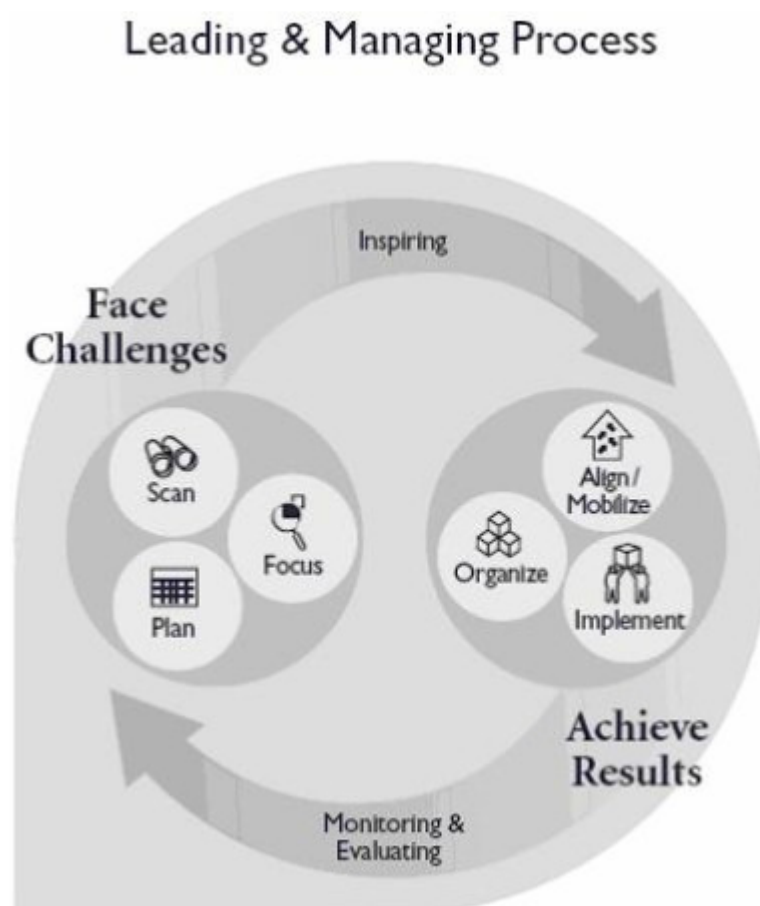 Leading & Managing Process
Inspiring
Face
Challenges
Scan
Focus
Plan
Align /
Mobilize
Organize
Implement
Achieve
Results
Monitoring &
Evaluating